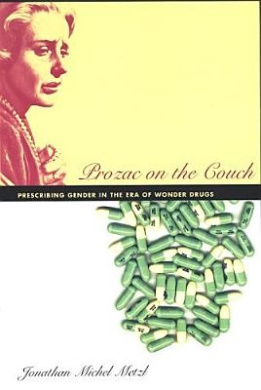 Prozac on the Couch
PRESCRIBING GENDER IN THE ERA OF WONDER DRUGS
Jonathan Michel Metzl